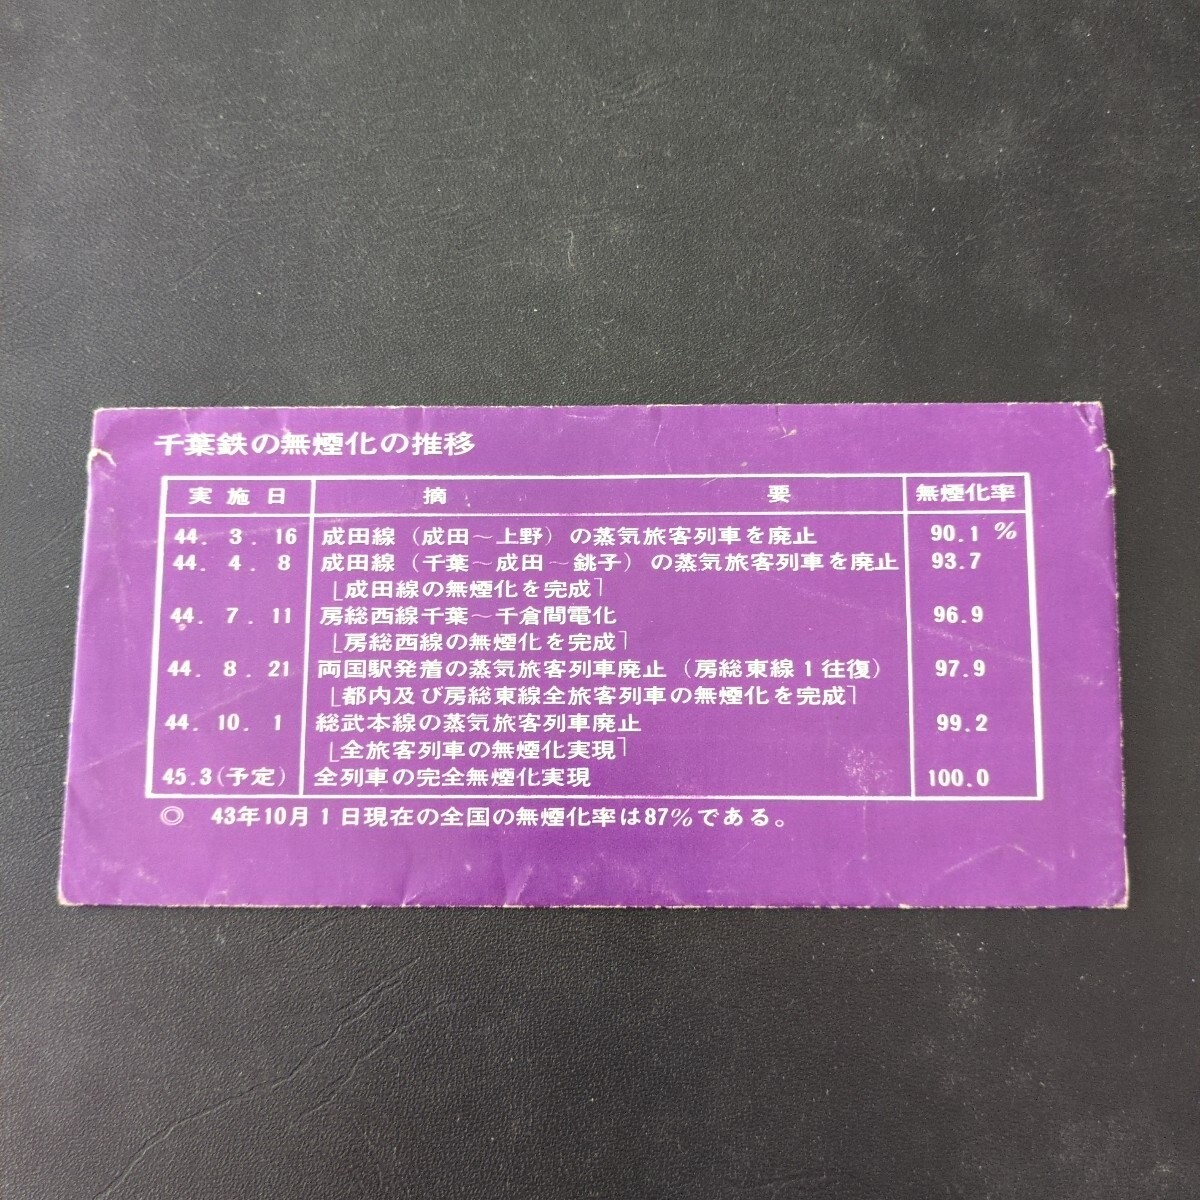 千葉鉄の無煙化の推移
実施日 摘要 無煙化率
44. 3. 16 成田線（成田～上野）の蒸気旅客列車を廃止 90.1 %
44. 4. 8 成田線（千葉～成田～銚子）の蒸気旅客列車を廃止 93.7
⌊成田線の無煙化を完成⌉
44. 7. 11 房総西線千葉～千倉間電化 96.9
⌊房総西線の無煙化を完成⌉
44. 8. 21 両国駅発着の蒸気旅客列車廃止（房総東線1往復） 97.9
⌊都内及び房総東線全旅客列車の無煙化を完成⌉
44. 10. 1 総武本線の蒸気旅客列車廃止 99.2
⌊全旅客列車の無煙化実現⌉
45.3(予定) 全列車の完全無煙化実現 100.0
◎ 43年10月1日現在の全国の無煙化率は87%である。